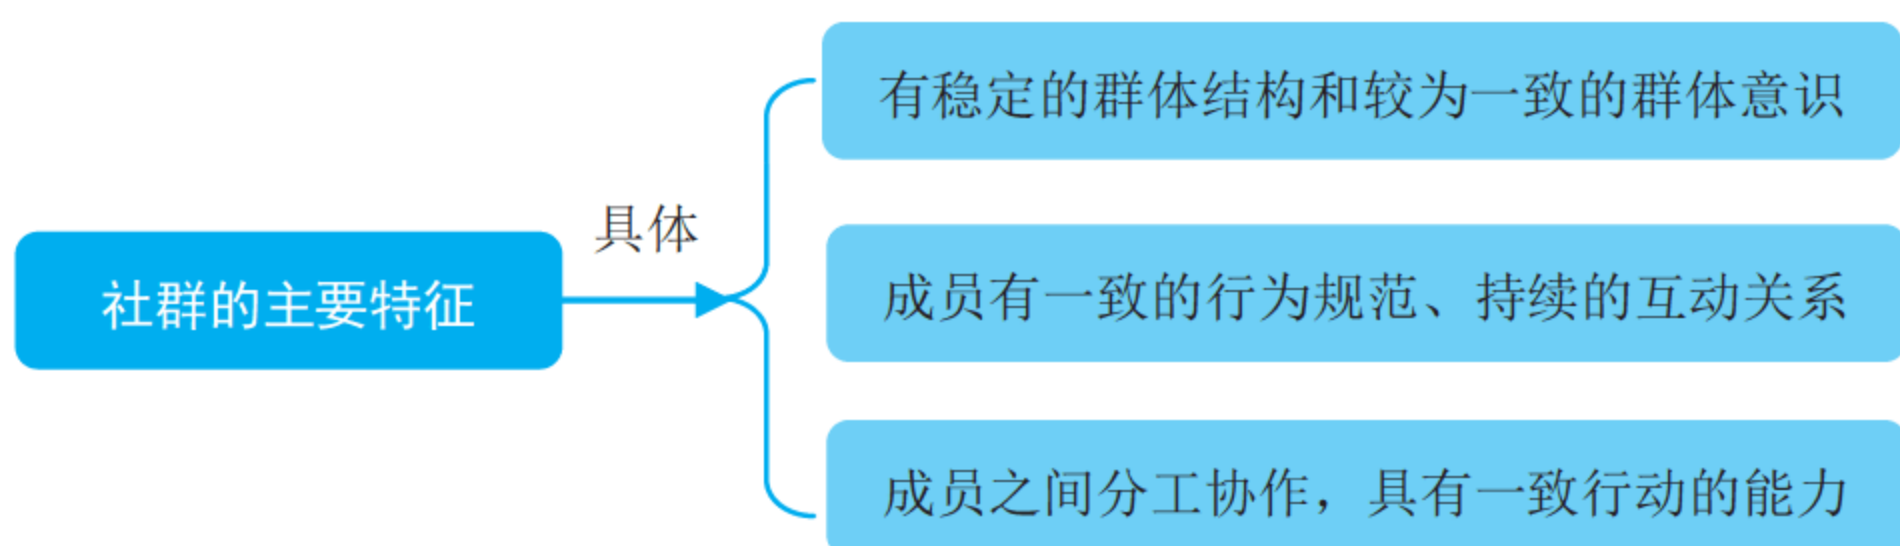 有稳定的群体结构和较为一致的群体意识
具体
社群的主要特征
成员有一致的行为规范、持续的互动关系
成员之间分工协作，具有一致行动的能力